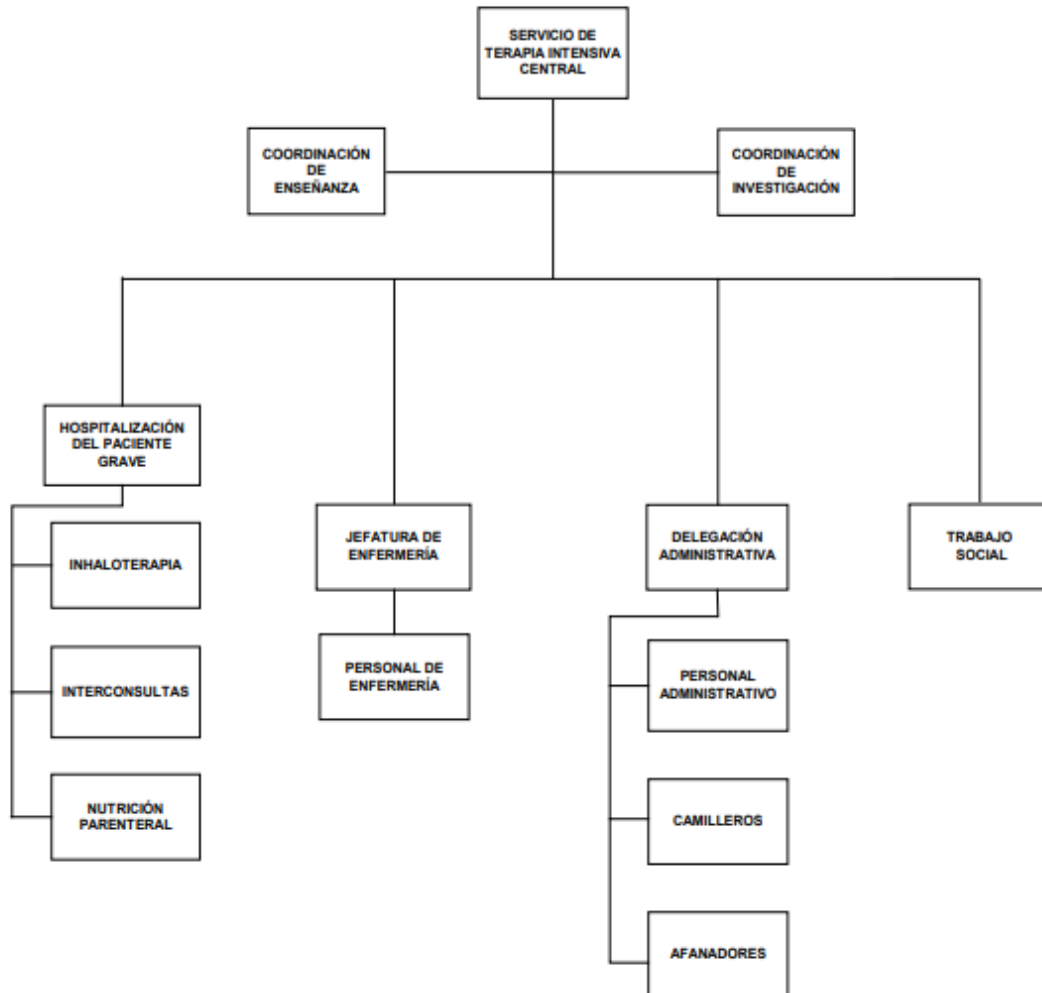 SERVICIO DE
TERAPIA INTENSIVA
CENTRAL
COORDINACIÓN
DE
ENSEÑANZA
COORDINACIÓN
DE
INVESTIGACIÓN
HOSPITALIZACIÓN
DEL PACIENTE
GRAVE
INHALOTERAPIA
INTERCONSULTAS
NUTRICIÓN
PARENTERAL
JEFATURA DE
ENFERMERÍA
PERSONAL DE
ENFERMERÍA
DELEGACIÓN
ADMINISTRATIVA
PERSONAL
ADMINISTRATIVO
CAMILLEROS
AFANADORES
TRABAJO
SOCIAL